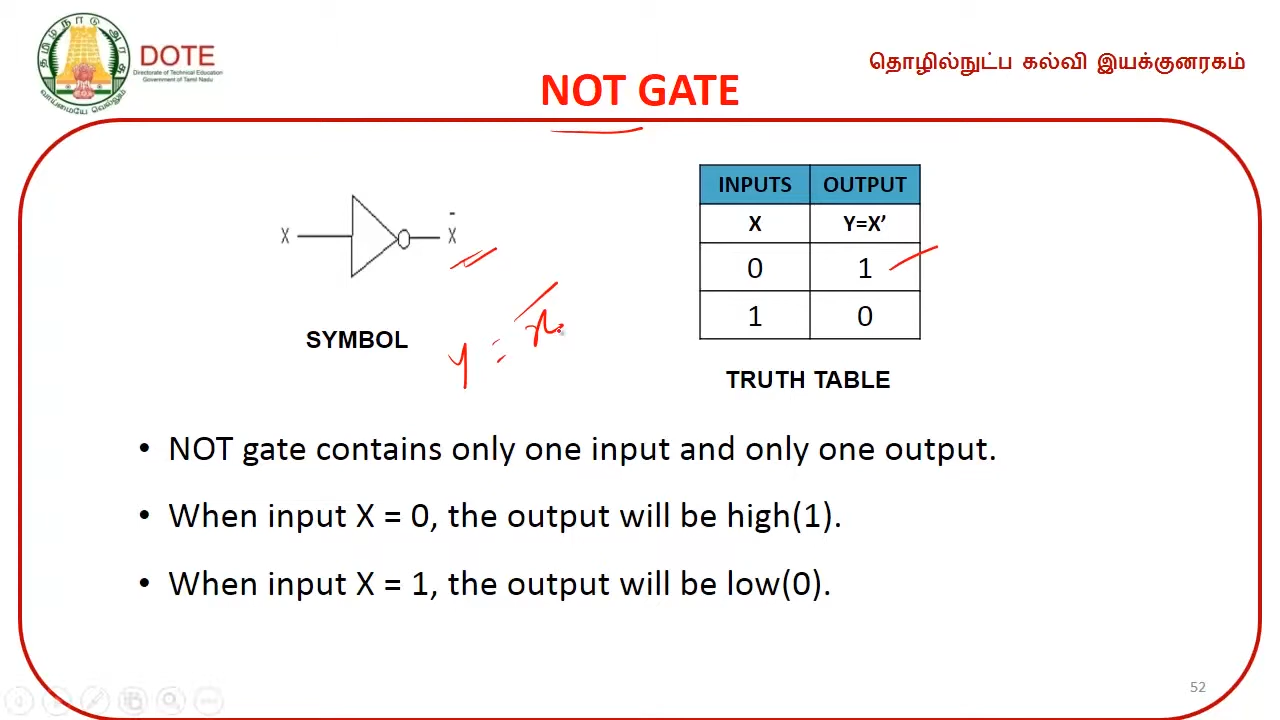 தமிழ்நாடு அரசு
வாய்மையே வெல்லும்
DOTE
Directorate of Technical Education
Government of Tamil Nadu
தொழில்நுட்ப கல்வி இயக்குனரகம்
NOT GATE
X
X̄
SYMBOL
y = x̄
INPUTS OUTPUT
X Y=X’
0 1
1 0
TRUTH TABLE
• NOT gate contains only one input and only one output.
• When input X = 0, the output will be high(1).
• When input X = 1, the output will be low(0).
52